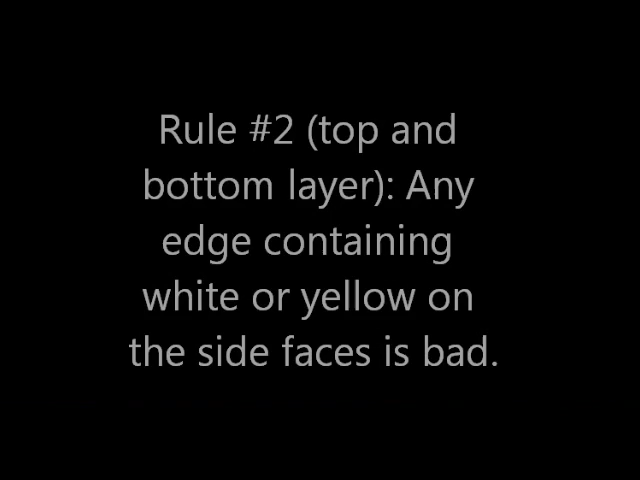 Rule #2 (top and
bottom layer): Any
edge containing
white or yellow on
the side faces is bad.